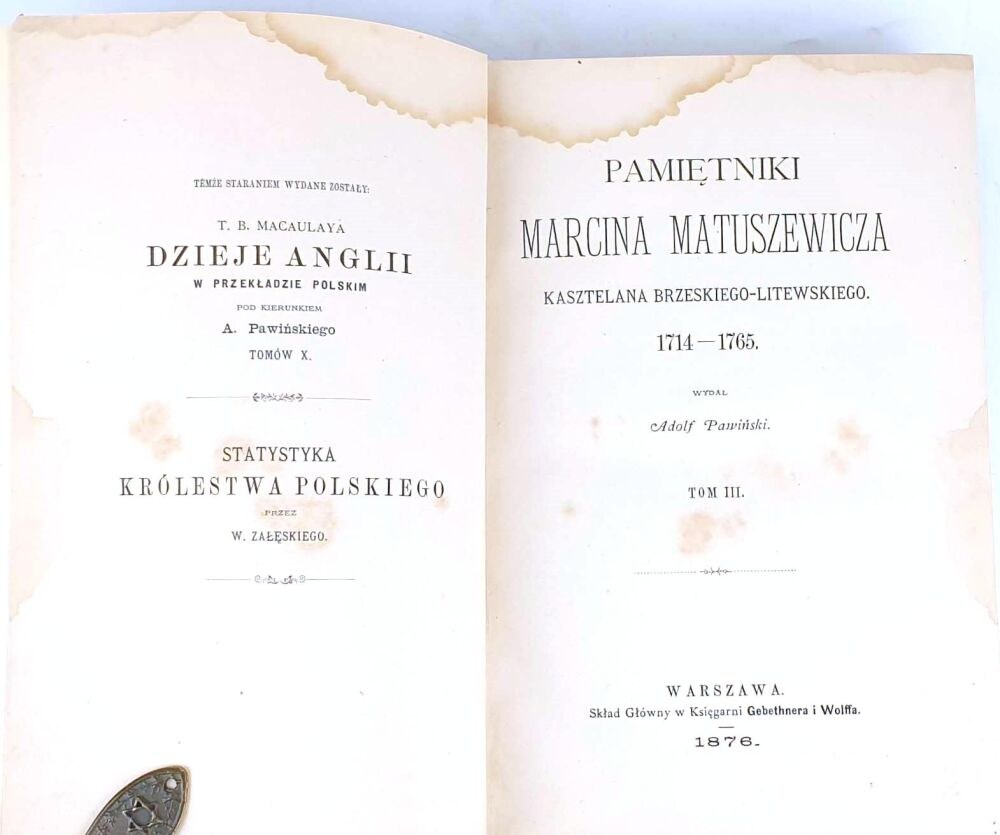 TEMŻE STARANIEM WYDANE ZOSTAŁY:
T. B. MACAULAYA
DZIEJE ANGLII
W PRZEKŁADZIE POLSKIM
POD KIERUNKIEM
A. Pawińskiego
TOMÓW X.
STATYSTYKA
KRÓLESTWA POLSKIEGO
PRZEZ
W. ZAŁĘSKIEGO.
PAMIĘTNIKI
MARCINA MATUSZEWICZA
KASZTELANA BRZESKIEGO-LITEWSKIEGO.
1714—1765.
WYDAŁ
Adolf Pawiński.
TOM III.
WARSZAWA.
Skład Główny w Księgarni Gebethnera i Wolffa.
1876.